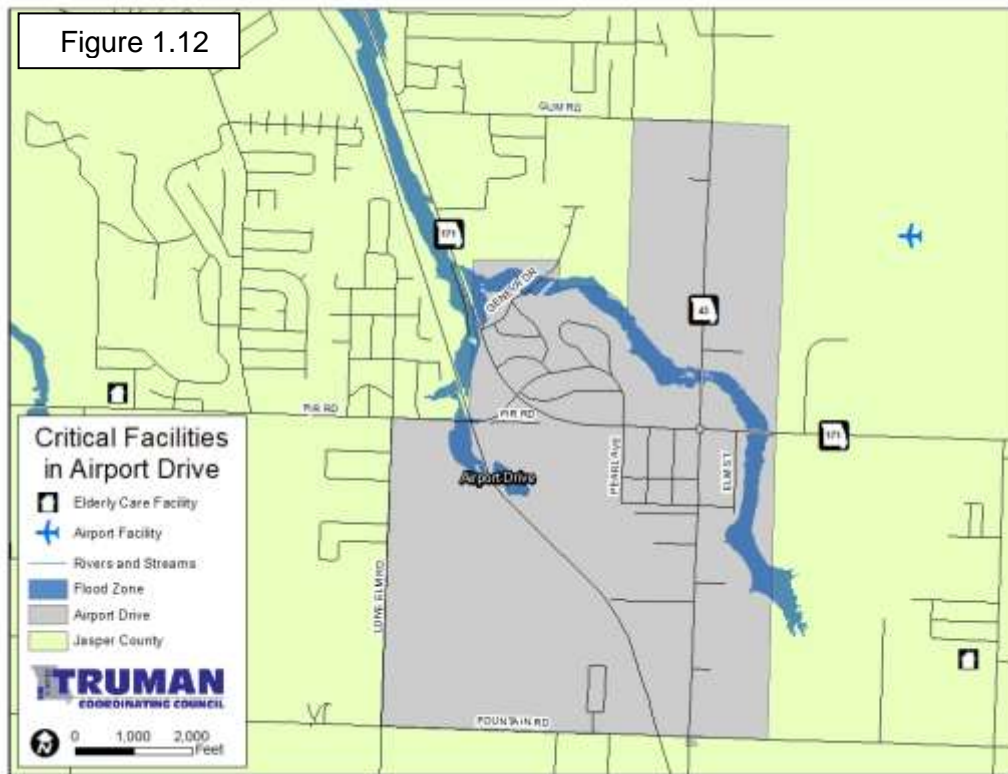 Figure 1.12
GUM RD
171
GENEVA DR
43
FIR RD
FIR RD
171
PEARL AVE
ELM ST
Airport Drive
LONE ELM RD
FOUNTAIN RD
Critical Facilities
in Airport Drive
Elderly Care Facility
Airport Facility
Rivers and Streams
Flood Zone
Airport Drive
Jasper County
TRUMAN
COORDINATING COUNCIL
N
0 1,000 2,000
Feet